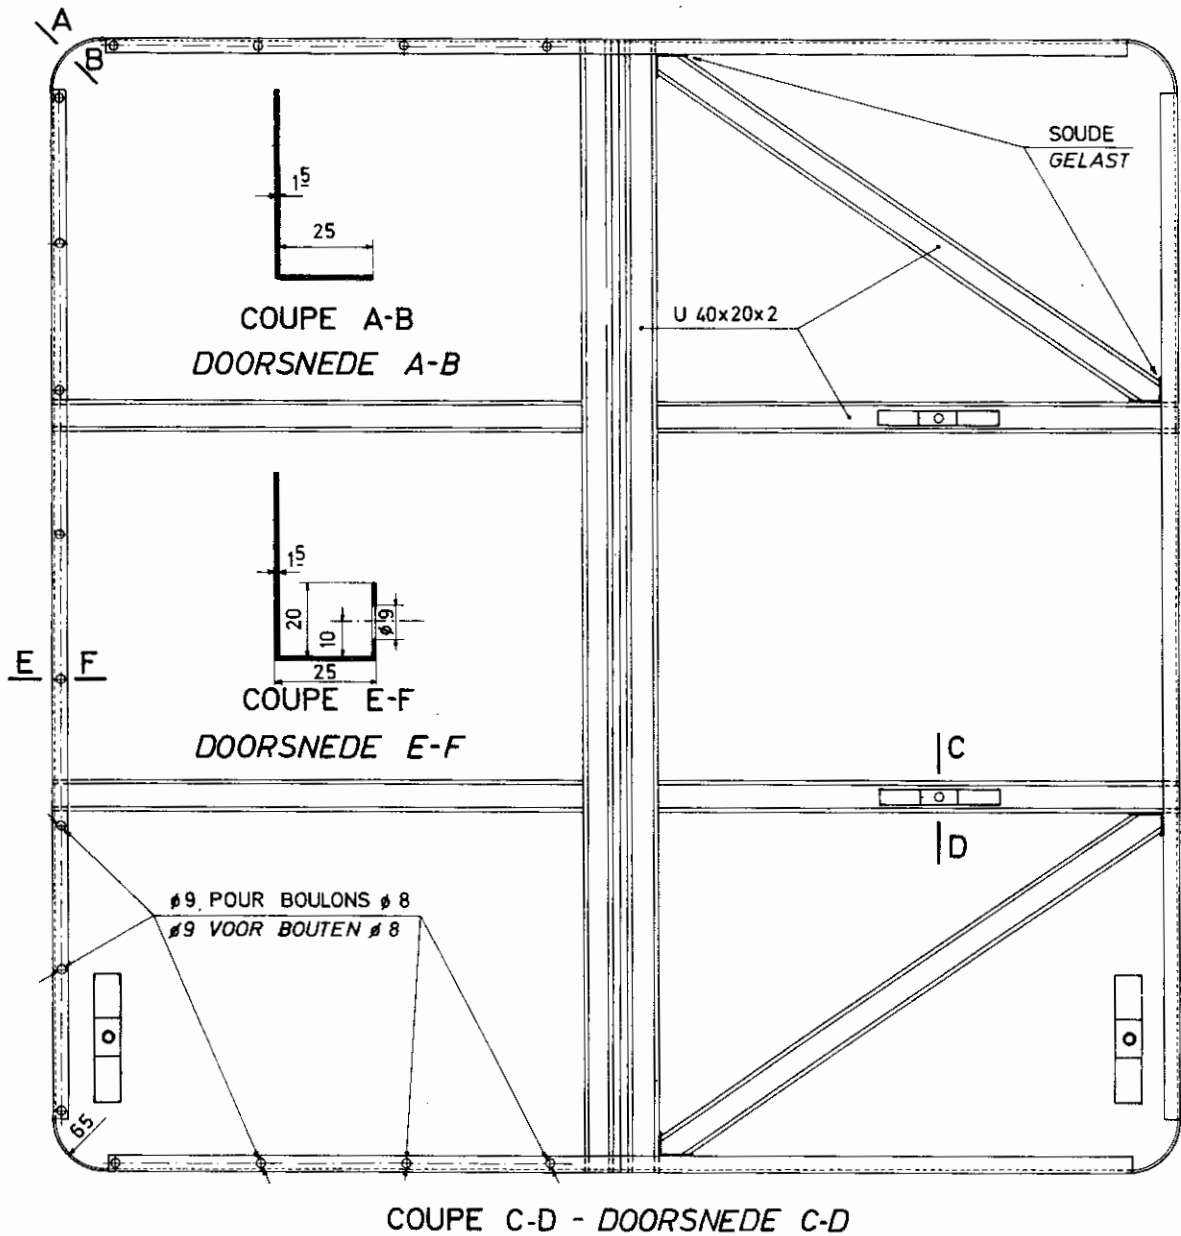 A
B
SOUDE
GELAST
1⁵
25
COUPE A-B
DOORSNEDE A-B
U 40x20x2
1⁵
20
10
ø 9
25
E F
COUPE E-F
DOORSNEDE E-F
C
D
ø9 POUR BOULONS ø 8
ø9 VOOR BOUTEN ø 8
65
COUPE C-D - DOORSNEDE C-D